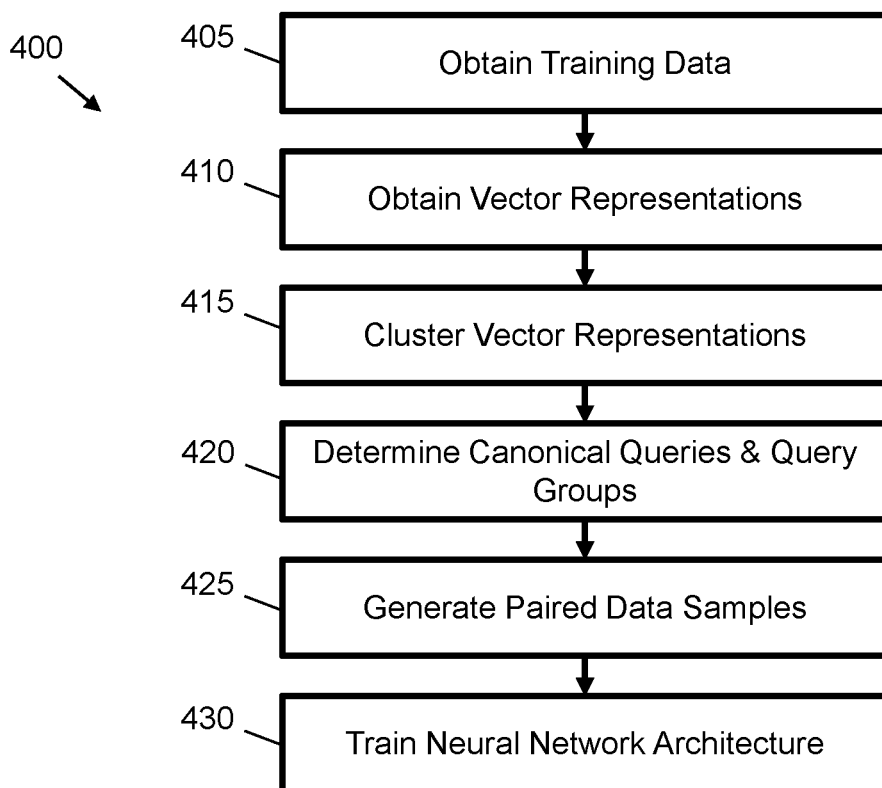 400
405
Obtain Training Data
410
Obtain Vector Representations
415
Cluster Vector Representations
420
Determine Canonical Queries & Query
Groups
425
Generate Paired Data Samples
430
Train Neural Network Architecture